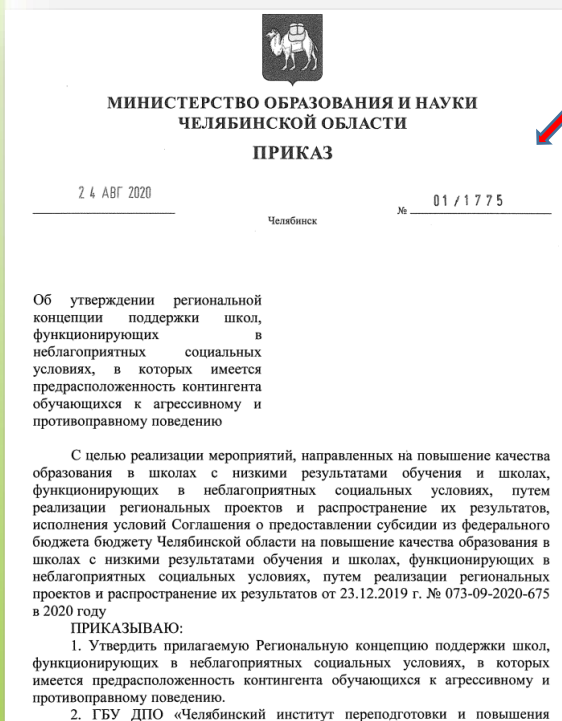 МИНИСТЕРСТВО ОБРАЗОВАНИЯ И НАУКИ
ЧЕЛЯБИНСКОЙ ОБЛАСТИ
ПРИКАЗ
24 АВГ 2020
№ 01/1775
Челябинск
Об утверждении региональной
концепции поддержки школ,
функционирующих в
неблагоприятных социальных
условиях, в которых имеется
предрасположенность контингента
обучающихся к агрессивному и
противоправному поведению
С целью реализации мероприятий, направленных на повышение качества
образования в школах с низкими результатами обучения и школах,
функционирующих в неблагоприятных социальных условиях, путем
реализации региональных проектов и распространение их результатов,
исполнения условий Соглашения о предоставлении субсидии из федерального
бюджета бюджету Челябинской области на повышение качества образования в
школах с низкими результатами обучения и школах, функционирующих в
неблагоприятных социальных условиях, путем реализации региональных
проектов и распространение их результатов от 23.12.2019 г. № 073-09-2020-675
в 2020 году
ПРИКАЗЫВАЮ:
1. Утвердить прилагаемую Региональную концепцию поддержки школ,
функционирующих в неблагоприятных социальных условиях, в которых
имеется предрасположенность контингента обучающихся к агрессивному и
противоправному поведению.
2. ГБУ ДПО «Челябинский институт переподготовки и повышения